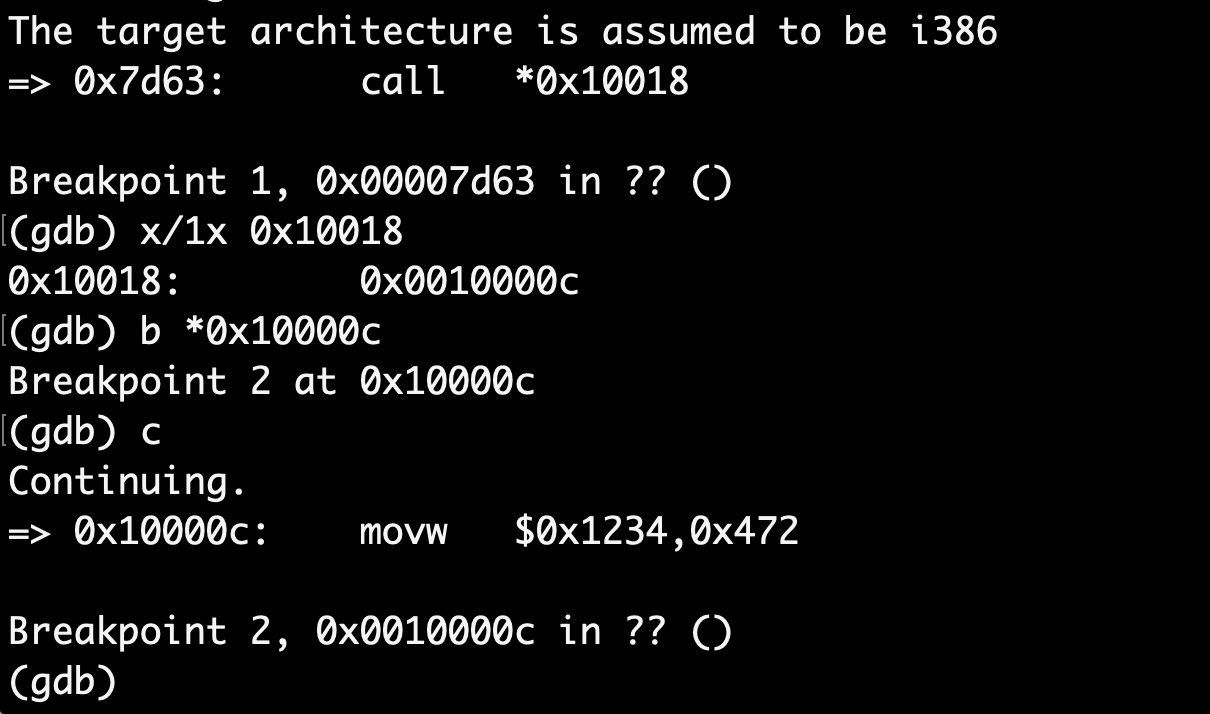 The target architecture is assumed to be i386
=> 0x7d63: call *0x10018
Breakpoint 1, 0x00007d63 in ?? ()
(gdb) x/1x 0x10018
0x10018: 0x0010000c
(gdb) b *0x10000c
Breakpoint 2 at 0x10000c
(gdb) c
Continuing.
=> 0x10000c: movw $0x1234,0x472
Breakpoint 2, 0x0010000c in ?? ()
(gdb)